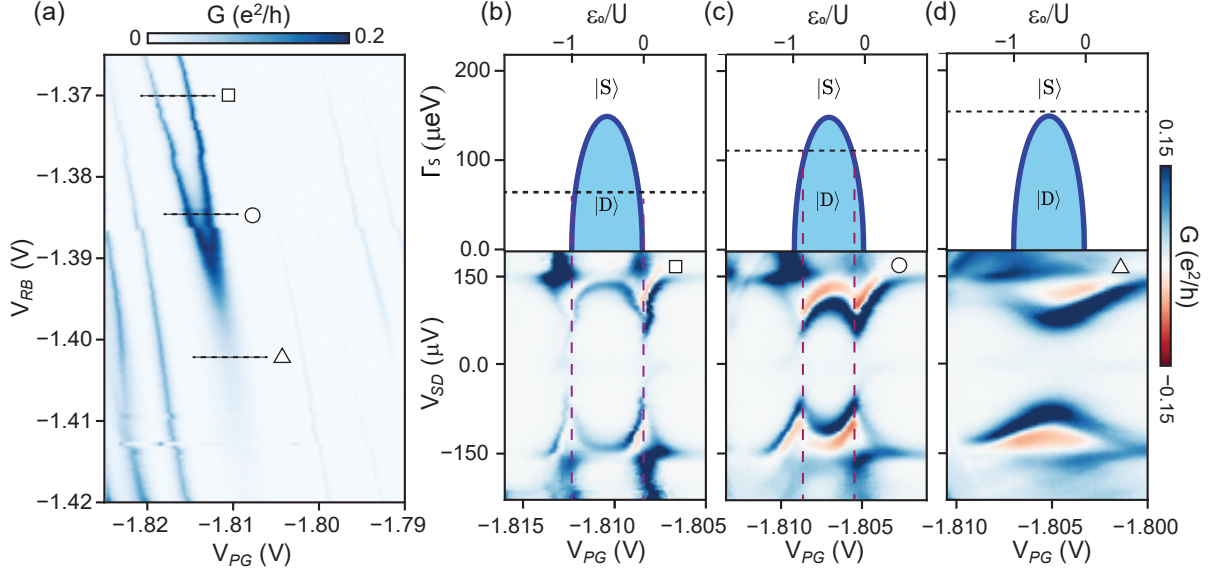 (a)
G (e²/h)
0
0.2
V_RB (V)
−1.37
−1.38
−1.39
−1.40
−1.41
−1.42
−1.82
−1.81
−1.80
−1.79
V_PG (V)
(b)
ε₀/U
−1
0
Γs (μeV)
200
100
0.0
|S⟩
|D⟩
V_SD (μV)
150
0.0
−150
−1.815
−1.810
−1.805
V_PG (V)
(c)
ε₀/U
−1
0
|S⟩
|D⟩
−1.810
−1.805
V_PG (V)
(d)
ε₀/U
−1
0
|S⟩
|D⟩
−1.810
−1.805
−1.800
V_PG (V)
0.15
−0.15
G (e²/h)